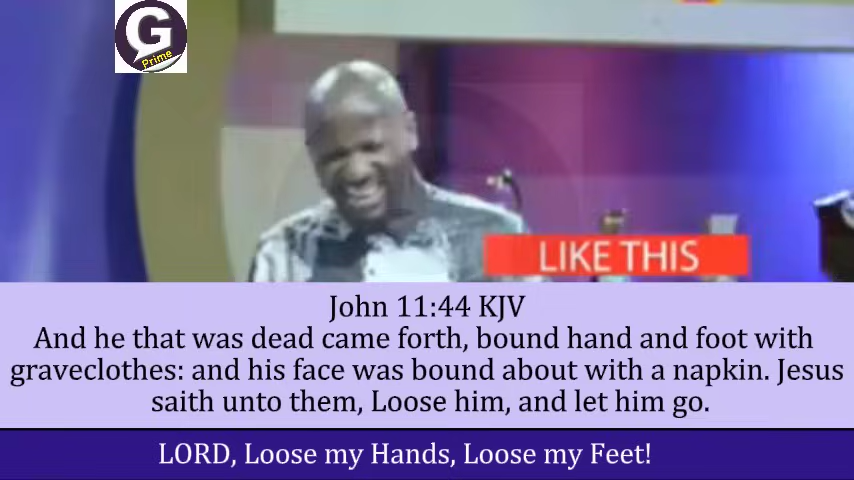 G
Prime
LIKE THIS
John 11:44 KJV
And he that was dead came forth, bound hand and foot with
graveclothes: and his face was bound about with a napkin. Jesus
saith unto them, Loose him, and let him go.
LORD, Loose my Hands, Loose my Feet!